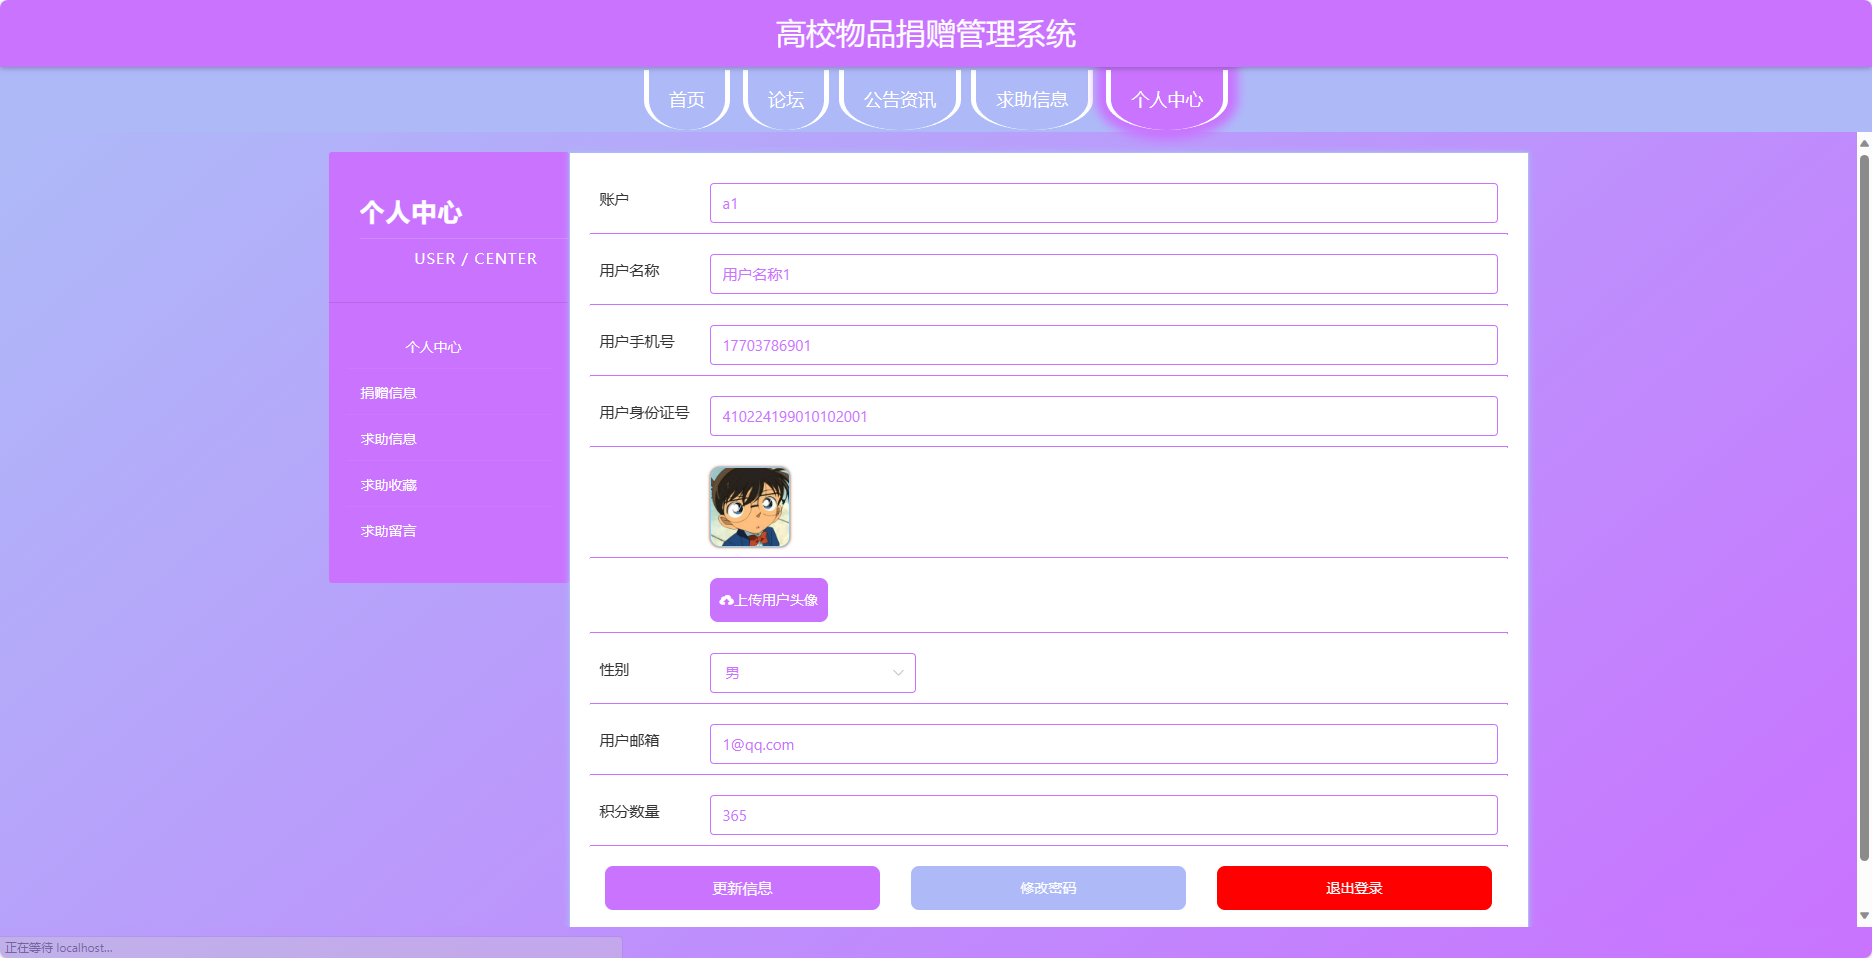 高校物品捐赠管理系统
首页 论坛 公告资讯 求助信息 个人中心
个人中心
USER / CENTER
个人中心
捐赠信息
求助信息
求助收藏
求助留言
账户 a1
用户名称 用户名称1
用户手机号 17703786901
用户身份证号 410224199010102001
上传用户头像
性别 男
用户邮箱 1@qq.com
积分数量 365
更新信息 修改密码 退出登录
正在等待 localhost...